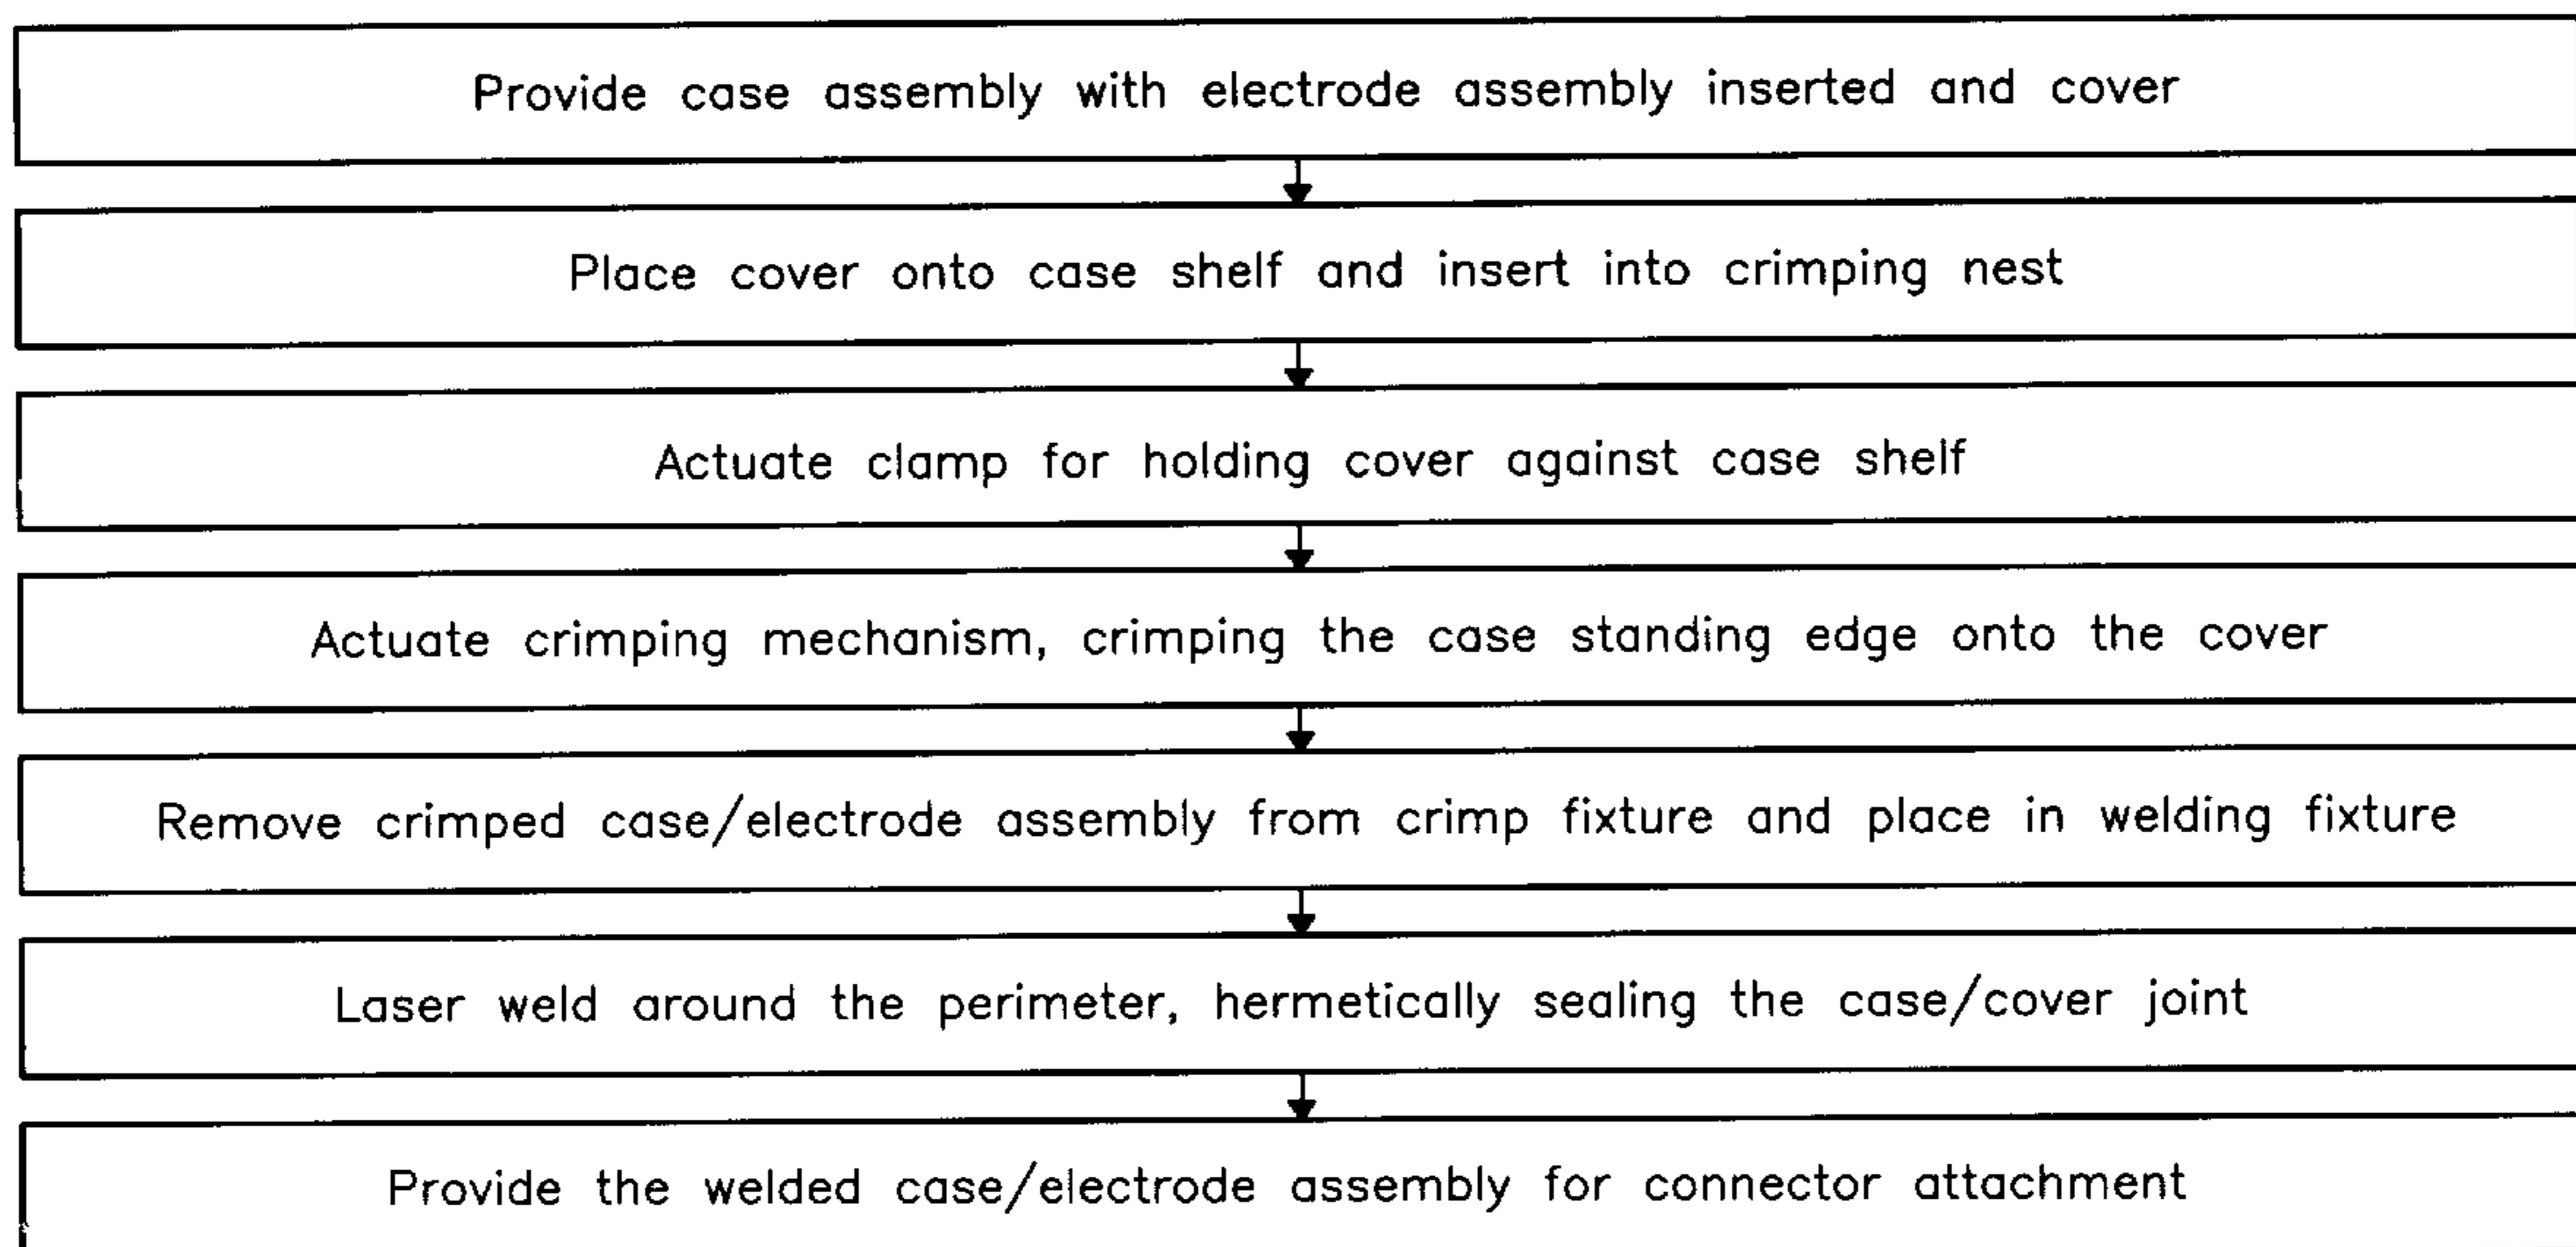 Provide case assembly with electrode assembly inserted and cover
Place cover onto case shelf and insert into crimping nest
Actuate clamp for holding cover against case shelf
Actuate crimping mechanism, crimping the case standing edge onto the cover
Remove crimped case/electrode assembly from crimp fixture and place in welding fixture
Laser weld around the perimeter, hermetically sealing the case/cover joint
Provide the welded case/electrode assembly for connector attachment